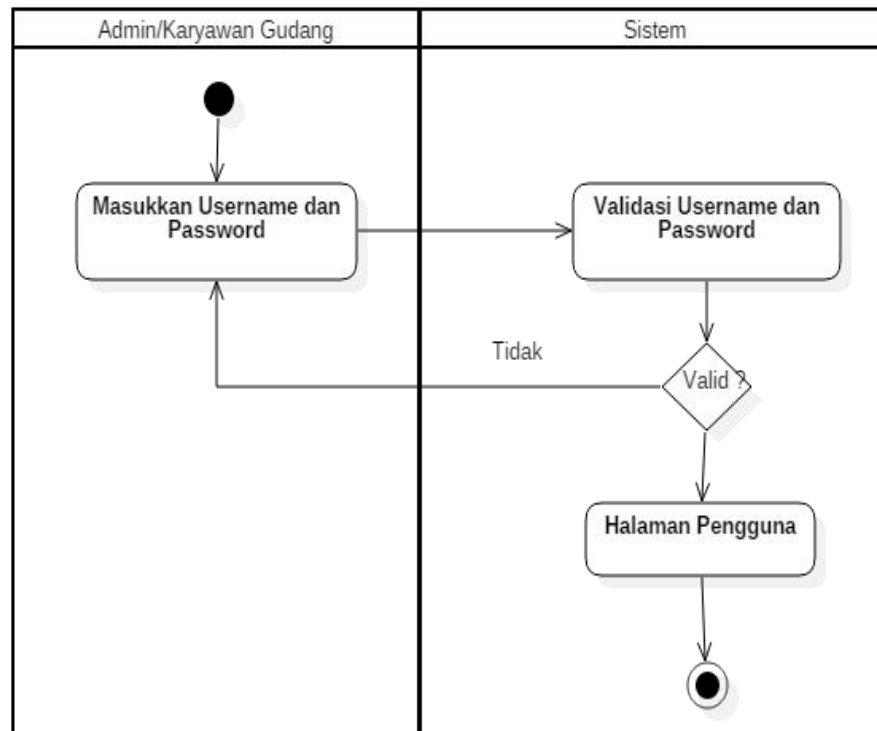 Admin/Karyawan Gudang
Sistem
Masukkan Username dan
Password
Validasi Username dan
Password
Tidak
Valid ?
Halaman Pengguna